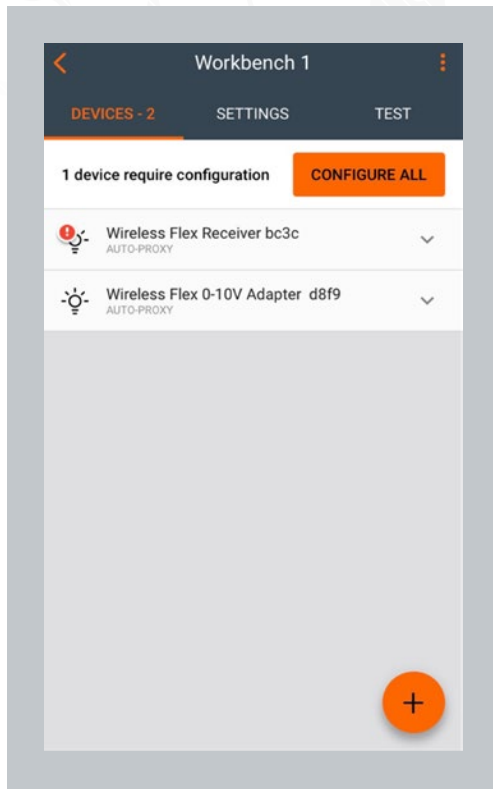 Workbench 1
DEVICES - 2 SETTINGS TEST
1 device require configuration CONFIGURE ALL
Wireless Flex Receiver bc3c
AUTO-PROXY
Wireless Flex 0-10V Adapter d8f9
AUTO-PROXY